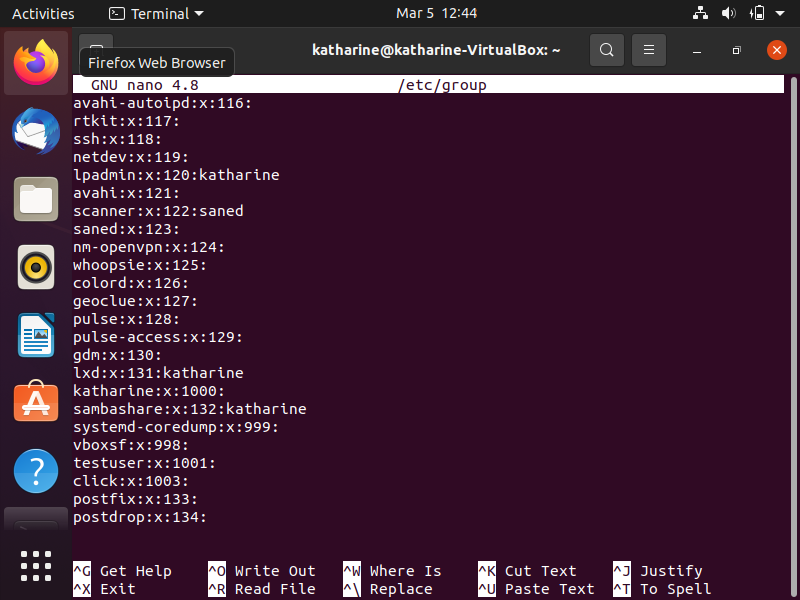 Activities Terminal Mar 5 12:44
katharine@katharine-VirtualBox: ~
Firefox Web Browser
GNU nano 4.8 /etc/group
avahi-autoipd:x:116:
rtkit:x:117:
ssh:x:118:
netdev:x:119:
lpadmin:x:120:katharine
avahi:x:121:
scanner:x:122:saned
saned:x:123:
nm-openvpn:x:124:
whoopsie:x:125:
colord:x:126:
geoclue:x:127:
pulse:x:128:
pulse-access:x:129:
gdm:x:130:
lxd:x:131:katharine
katharine:x:1000:
sambashare:x:132:katharine
systemd-coredump:x:999:
vboxsf:x:998:
testuser:x:1001:
click:x:1003:
postfix:x:133:
postdrop:x:134:
^G Get Help ^O Write Out ^W Where Is ^K Cut Text ^J Justify
^X Exit ^R Read File ^\ Replace ^U Paste Text ^T To Spell